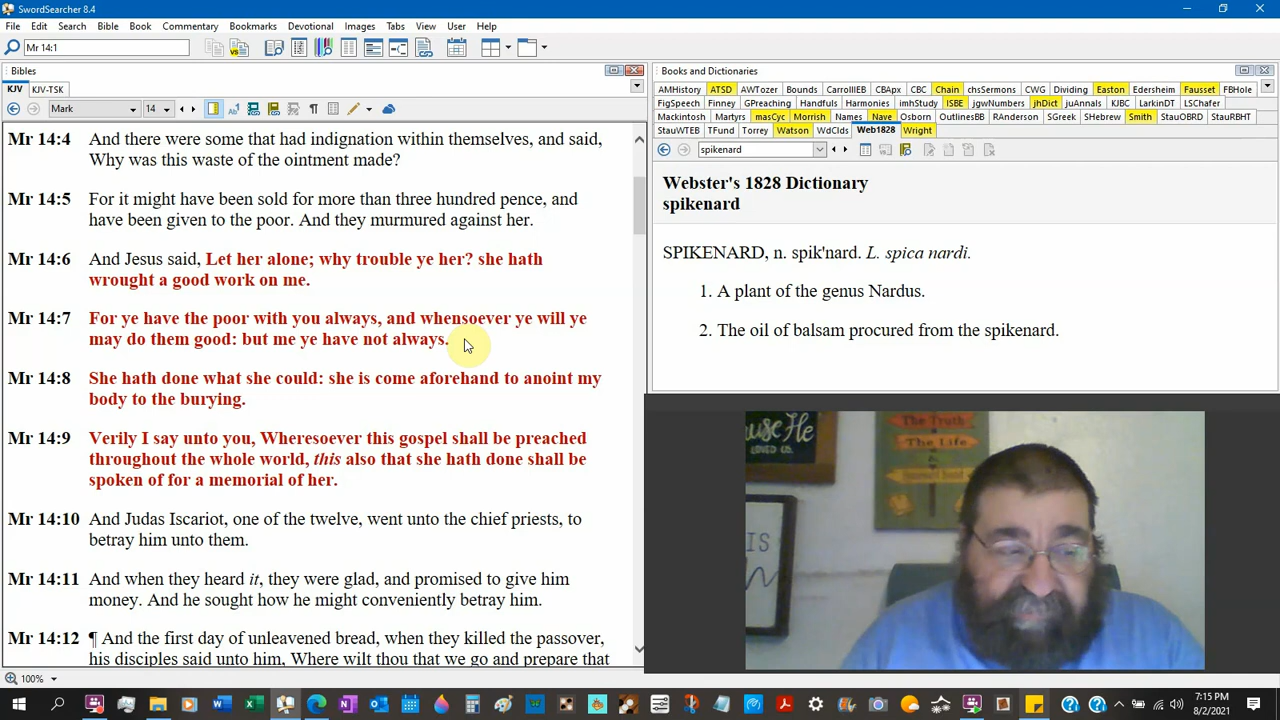 SwordSearcher 8.4
File Edit Search Bible Book Commentary Bookmarks Devotional Images Tabs View User Help
Mr 14:1
Bibles
KJV KJV-TSK
Mark 14
Mr 14:4 And there were some that had indignation within themselves, and said,
Why was this waste of the ointment made?
Mr 14:5 For it might have been sold for more than three hundred pence, and
have been given to the poor. And they murmured against her.
Mr 14:6 And Jesus said, Let her alone; why trouble ye her? she hath
wrought a good work on me.
Mr 14:7 For ye have the poor with you always, and whensoever ye will ye
may do them good: but me ye have not always.
Mr 14:8 She hath done what she could: she is come aforehand to anoint my
body to the burying.
Mr 14:9 Verily I say unto you, Wheresoever this gospel shall be preached
throughout the whole world, this also that she hath done shall be
spoken of for a memorial of her.
Mr 14:10 And Judas Iscariot, one of the twelve, went unto the chief priests, to
betray him unto them.
Mr 14:11 And when they heard it, they were glad, and promised to give him
money. And he sought how he might conveniently betray him.
Mr 14:12 ¶ And the first day of unleavened bread, when they killed the passover,
his disciples said unto him, Where wilt thou that we go and prepare that
100%
Books and Dictionaries
AMHistory ATSD AWTozer Bounds CarrollIEB CBApx CBC Chain chsSermons CWG Dividing Easton Edersheim Fausset FBHole
FigSpeech Finney GPreaching Handfuls Harmonies imhStudy ISBE jgwNumbers jhDict juAnnals KJBC LarkinDT LSChafer
Mackintosh Martyrs masCyc Morrish Names Nave Osborn OutlinesBB RAnderson SGreek SHebrew Smith StauOBRD StauRBHT
StauWTEB TFund Torrey Watson WdClds Web1828 Wright
spikenard
Webster's 1828 Dictionary
spikenard
SPIKENARD, n. spik'nard. L. spica nardi.
1. A plant of the genus Nardus.
2. The oil of balsam procured from the spikenard.
cause He
LOVED US.
The Truth
The Life
IS
7:15 PM
8/2/2021